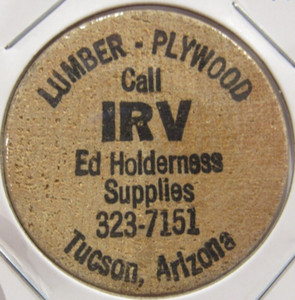 LUMBER - PLYWOOD
Call
IRV
Ed Holderness
Supplies
323-7151
Tucson, Arizona